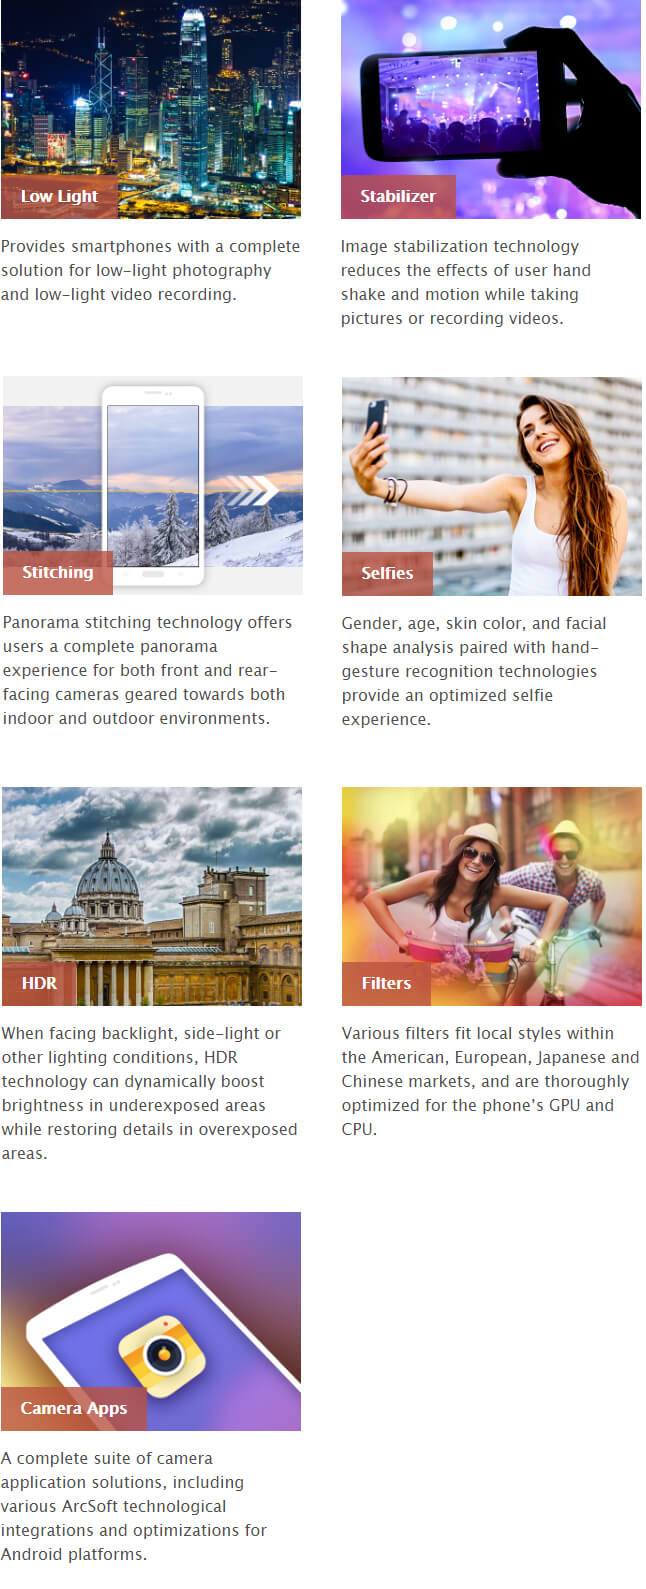 Low Light
Provides smartphones with a complete
solution for low-light photography
and low-light video recording.
Stabilizer
Image stabilization technology
reduces the effects of user hand
shake and motion while taking
pictures or recording videos.
Stitching
Panorama stitching technology offers
users a complete panorama
experience for both front and rear-
facing cameras geared towards both
indoor and outdoor environments.
Selfies
Gender, age, skin color, and facial
shape analysis paired with hand-
gesture recognition technologies
provide an optimized selfie
experience.
HDR
When facing backlight, side-light or
other lighting conditions, HDR
technology can dynamically boost
brightness in underexposed areas
while restoring details in overexposed
areas.
Filters
Various filters fit local styles within
the American, European, Japanese and
Chinese markets, and are thoroughly
optimized for the phone's GPU and
CPU.
Camera Apps
A complete suite of camera
application solutions, including
various ArcSoft technological
integrations and optimizations for
Android platforms.